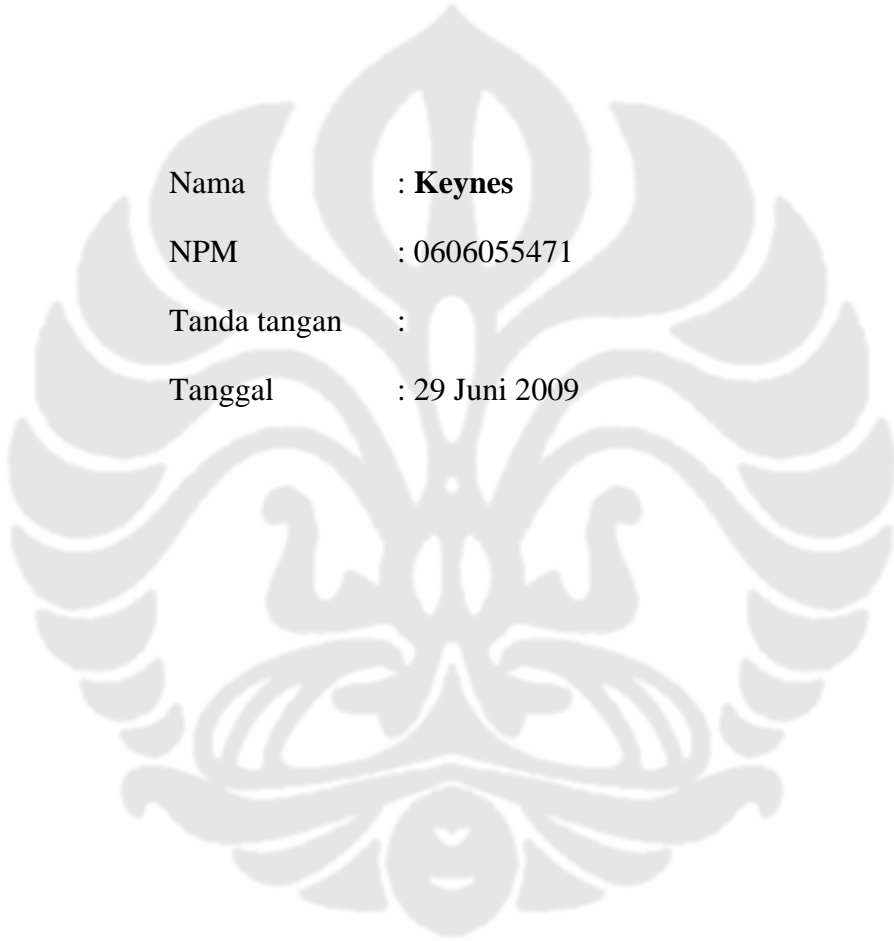 Nama : Keynes
NPM : 0606055471
Tanda tangan :
Tanggal : 29 Juni 2009